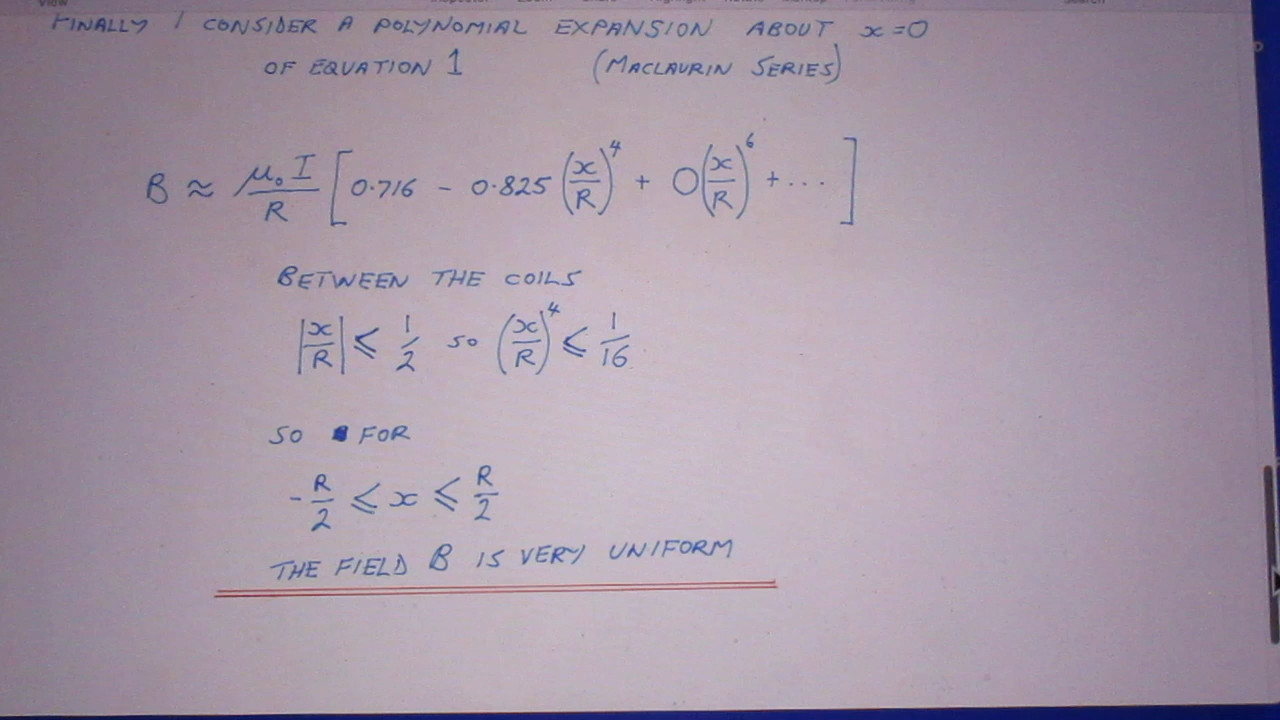 View
FINALLY I CONSIDER A POLYNOMIAL EXPANSION ABOUT x=0
OF EQUATION 1 (MACLAURIN SERIES)
B ≈ μ₀I/R [0.716 - 0.825 (x/R)⁴ + O(x/R)⁶ + ...]
BETWEEN THE COILS
|x/R| ≤ 1/2 so (x/R)⁴ ≤ 1/16
SO FOR
-R/2 ≤ x ≤ R/2
THE FIELD B IS VERY UNIFORM